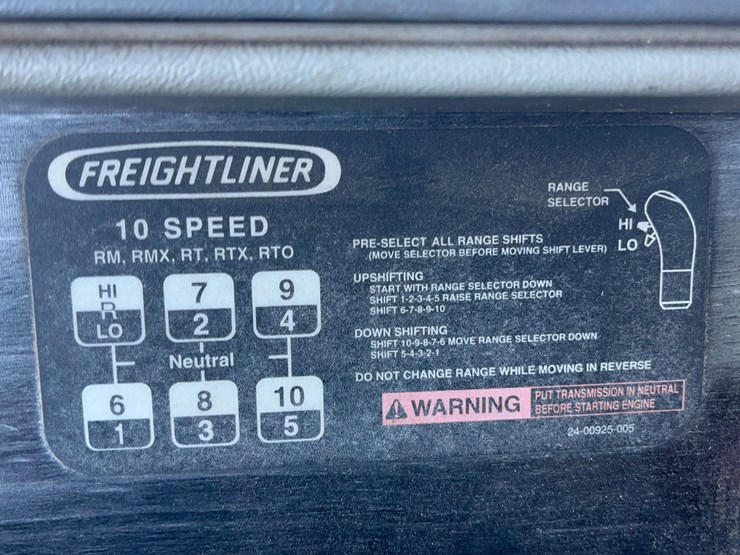 FREIGHTLINER
10 SPEED
RM, RMX, RT, RTX, RTO
HI
R
LO
7
2
9
4
Neutral
6
1
8
3
10
5
RANGE
SELECTOR
HI
LO
PRE-SELECT ALL RANGE SHIFTS
(MOVE SELECTOR BEFORE MOVING SHIFT LEVER)
UPSHIFTING
START WITH RANGE SELECTOR DOWN
SHIFT 1-2-3-4-5 RAISE RANGE SELECTOR
SHIFT 6-7-8-9-10
DOWN SHIFTING
SHIFT 10-9-8-7-6 MOVE RANGE SELECTOR DOWN
SHIFT 5-4-3-2-1
DO NOT CHANGE RANGE WHILE MOVING IN REVERSE
WARNING
PUT TRANSMISSION IN NEUTRAL
BEFORE STARTING ENGINE
24-00925-005